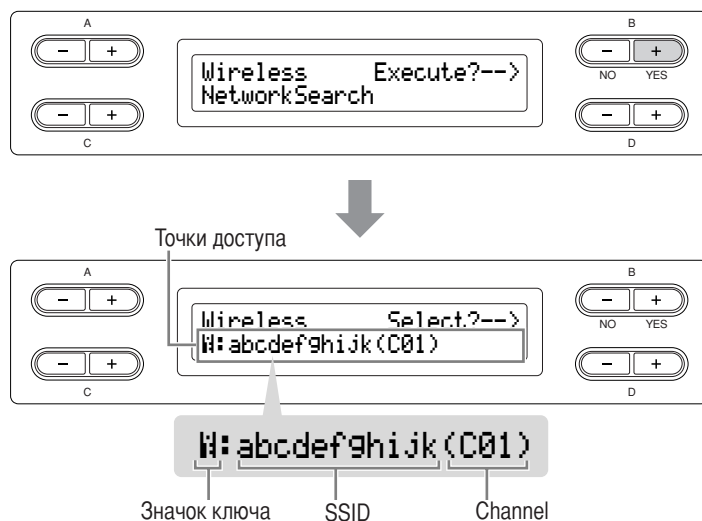 A
B
- +
- +
Wireless Execute?-->
NetworkSearch
NO YES
- +
- +
C
D
Точки доступа
A
B
- +
- +
Wireless Select?-->
:abcdefghijk(C01)
NO YES
- +
- +
C
D
:abcdefghijk(C01)
Значок ключа SSID Channel